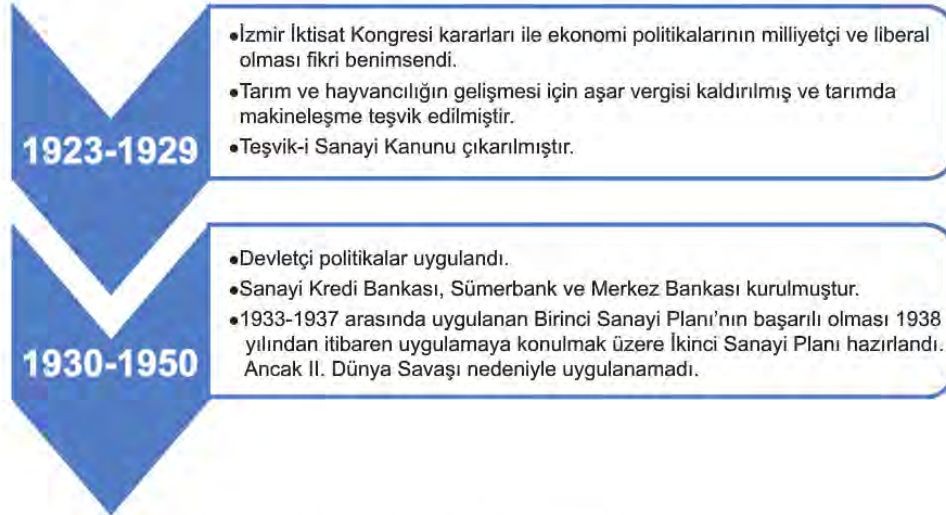 1923-1929
•İzmir İktisat Kongresi kararları ile ekonomi politikalarının milliyetçi ve liberal
olması fikri benimsendi.
•Tarım ve hayvancılığın gelişmesi için aşar vergisi kaldırılmış ve tarımda
makineleşme teşvik edilmiştir.
•Teşvik-i Sanayi Kanunu çıkarılmıştır.
1930-1950
•Devletçi politikalar uygulandı.
•Sanayi Kredi Bankası, Sümerbank ve Merkez Bankası kurulmuştur.
•1933-1937 arasında uygulanan Birinci Sanayi Planı'nın başarılı olması 1938
yılından itibaren uygulamaya konulmak üzere İkinci Sanayi Planı hazırlandı.
Ancak II. Dünya Savaşı nedeniyle uygulanamadı.